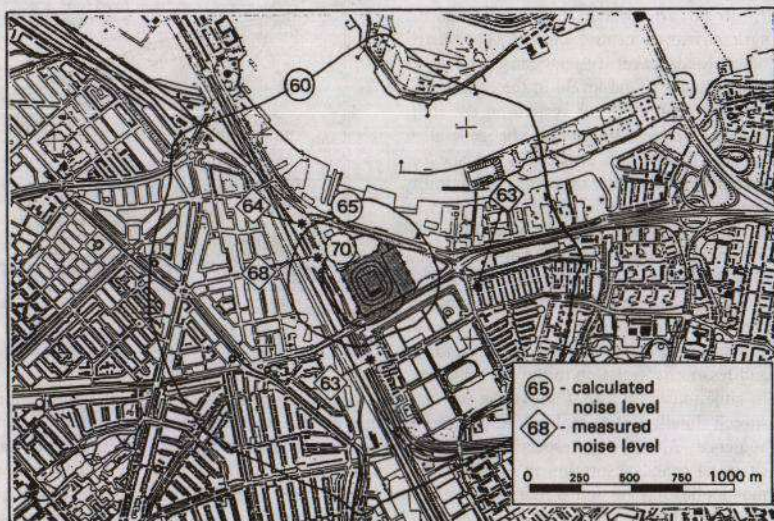 60
64
65
63
70
68
63
65 - calculated
noise level
68 - measured
noise level
0 250 500 750 1000 m